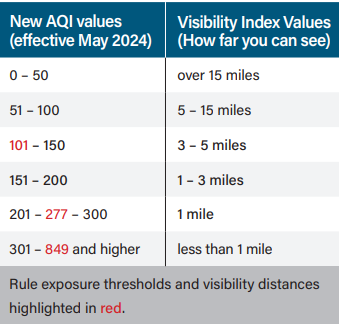 New AQI values Visibility Index Values
(effective May 2024) (How far you can see)
0 – 50 over 15 miles
51 – 100 5 – 15 miles
101 – 150 3 – 5 miles
151 – 200 1 – 3 miles
201 – 277 – 300 1 mile
301 – 849 and higher less than 1 mile
Rule exposure thresholds and visibility distances
highlighted in red.